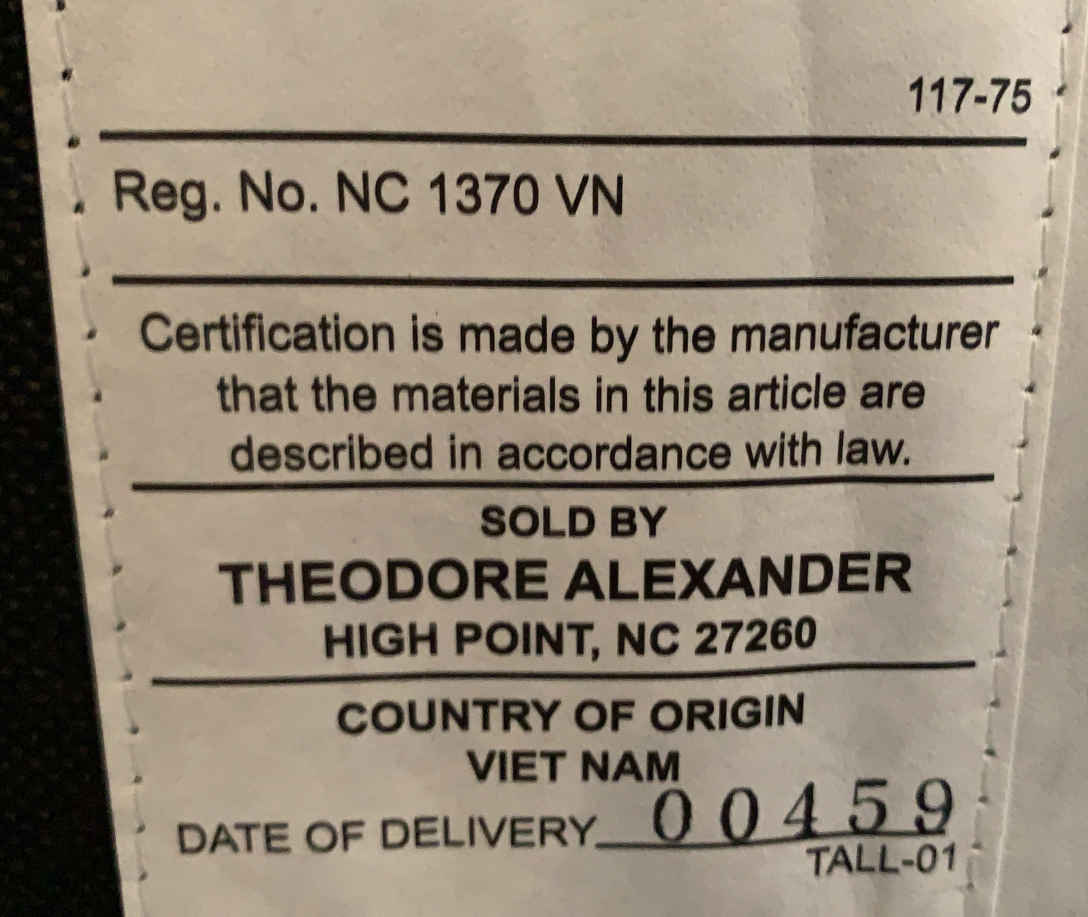 117-75
Reg. No. NC 1370 VN
Certification is made by the manufacturer
that the materials in this article are
described in accordance with law.
SOLD BY
THEODORE ALEXANDER
HIGH POINT, NC 27260
COUNTRY OF ORIGIN
VIET NAM
DATE OF DELIVERY 00459
TALL-01